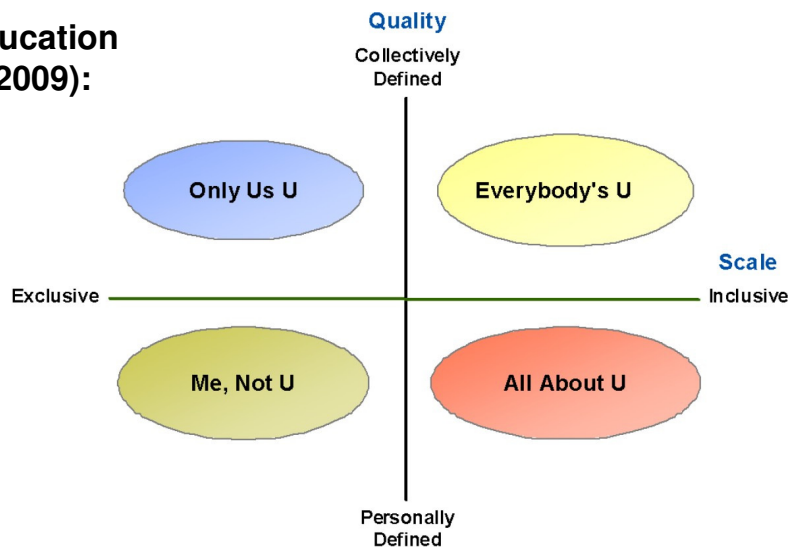 ucation
2009):
Quality
Collectively
Defined
Only Us U
Everybody's U
Scale
Exclusive
Inclusive
Me, Not U
All About U
Personally
Defined